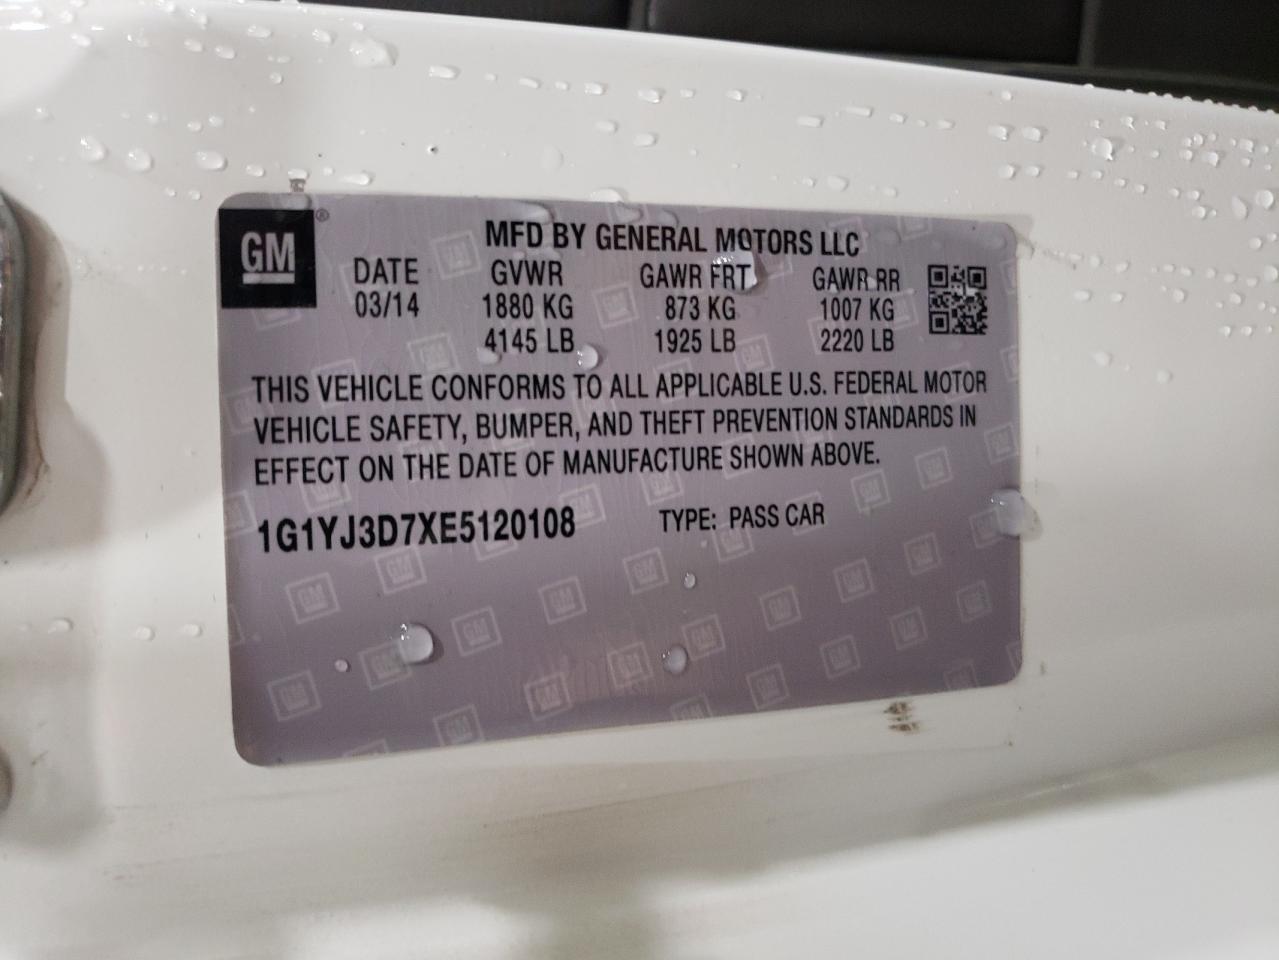 GM®
MFD BY GENERAL MOTORS LLC
DATE GVWR GAWR FRT GAWR RR
03/14 1880 KG 873 KG 1007 KG
4145 LB 1925 LB 2220 LB
THIS VEHICLE CONFORMS TO ALL APPLICABLE U.S. FEDERAL MOTOR
VEHICLE SAFETY, BUMPER, AND THEFT PREVENTION STANDARDS IN
EFFECT ON THE DATE OF MANUFACTURE SHOWN ABOVE.
1G1YJ3D7XE5120108 TYPE: PASS CAR